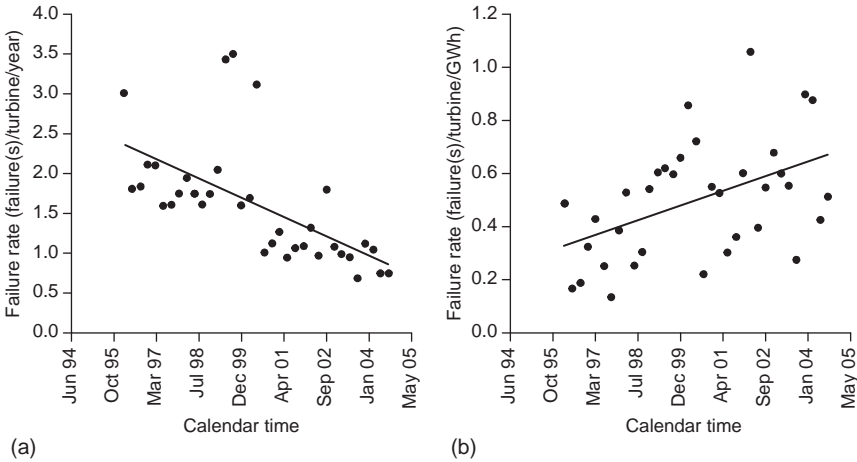 Failure rate (failure(s)/turbine/year)
4.0
3.5
3.0
2.5
2.0
1.5
1.0
0.5
0.0
Jun 94
Oct 95
Mar 97
Jul 98
Dec 99
Apr 01
Sep 02
Jan 04
May 05
Calendar time
(a)
Failure rate (failure(s)/turbine/GWh)
1.2
1.0
0.8
0.6
0.4
0.2
0.0
Jun 94
Oct 95
Mar 97
Jul 98
Dec 99
Apr 01
Sep 02
Jan 04
May 05
Calendar time
(b)